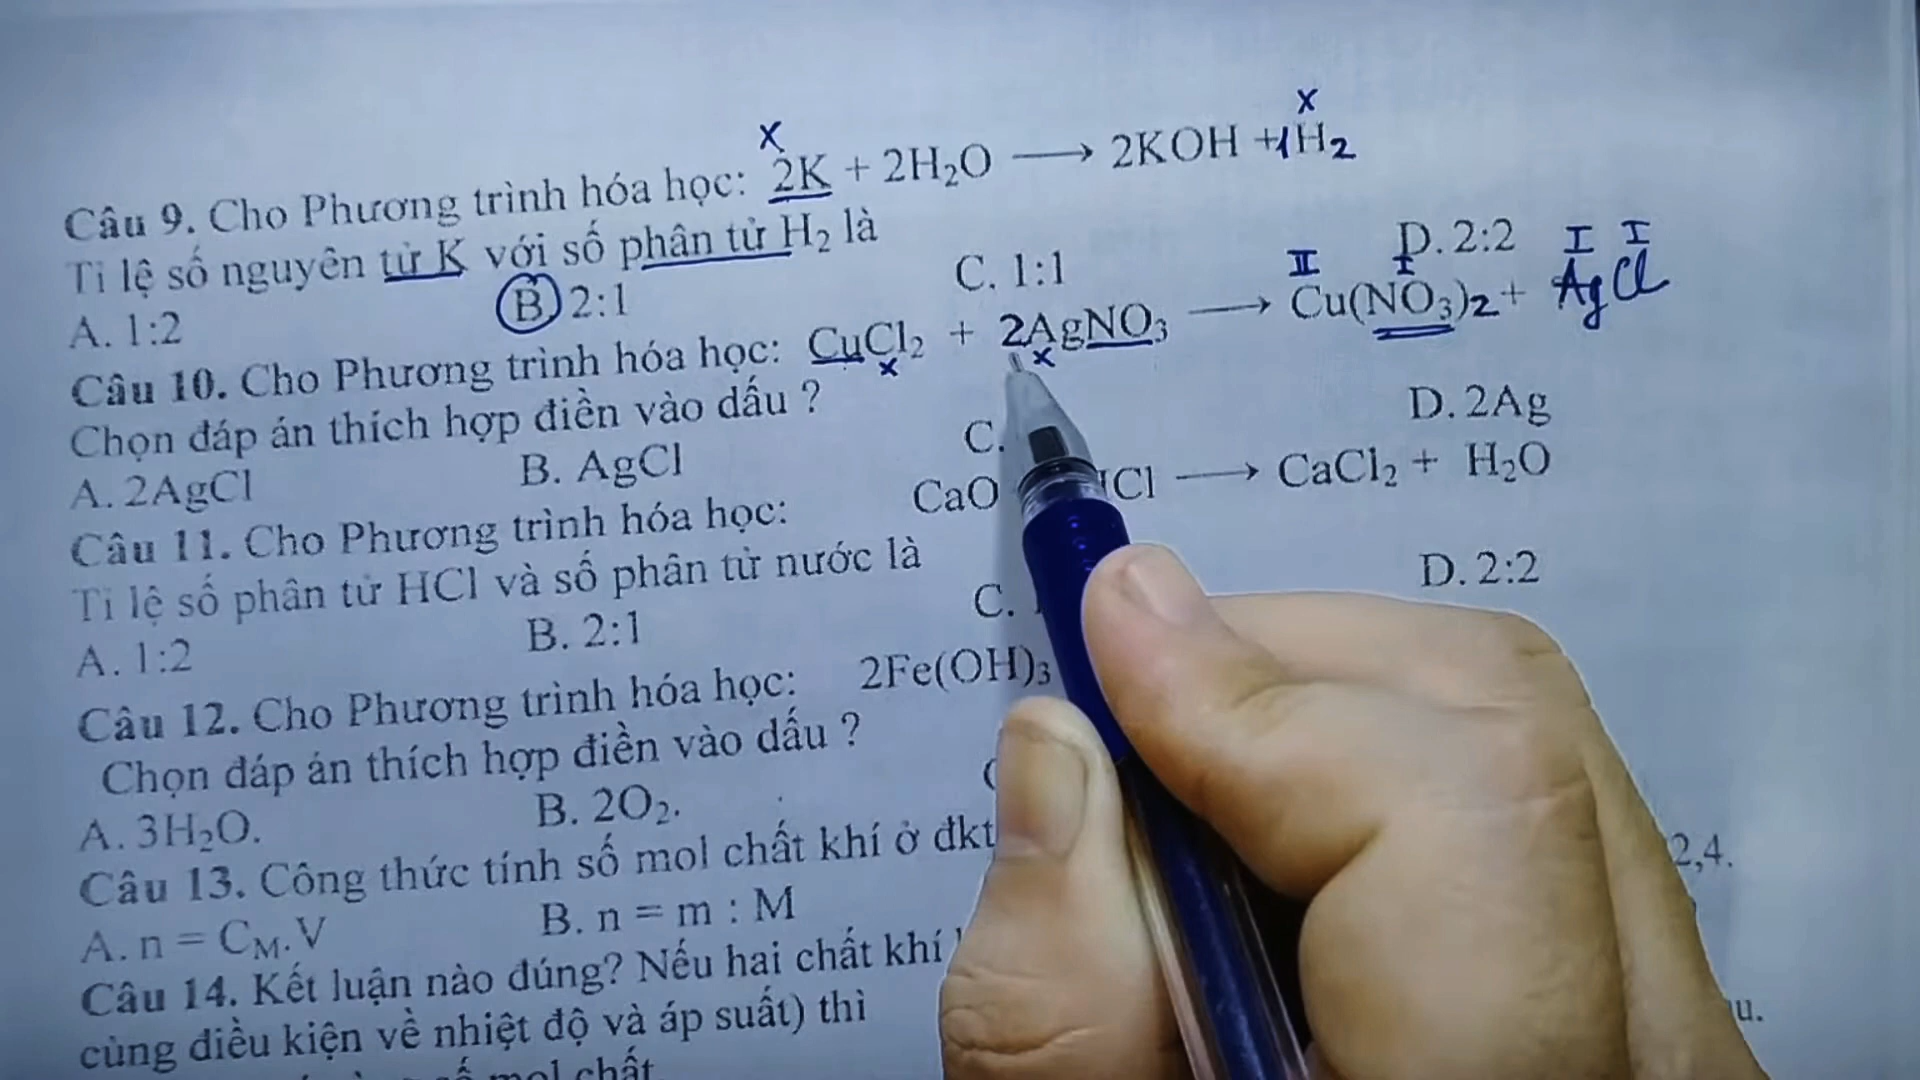 x x
Câu 9. Cho Phương trình hóa học: 2K + 2H₂O ⟶ 2KOH + 1H₂
Tỉ lệ số nguyên tử K với số phân tử H₂ là
A. 1:2 B. 2:1 C. 1:1 D. 2:2
II I I I
Câu 10. Cho Phương trình hóa học: CuCl₂ + 2AgNO₃ ⟶ Cu(NO₃)₂ + AgCl
x x
Chọn đáp án thích hợp điền vào dấu ?
A. 2AgCl B. AgCl C. D. 2Ag
Câu 11. Cho Phương trình hóa học: CaO Cl ⟶ CaCl₂ + H₂O
Tỉ lệ số phân tử HCl và số phân tử nước là
A. 1:2 B. 2:1 C. D. 2:2
Câu 12. Cho Phương trình hóa học: 2Fe(OH)₃
Chọn đáp án thích hợp điền vào dấu ?
A. 3H₂O. B. 2O₂.
Câu 13. Công thức tính số mol chất khí ở đkt
A. n = C_M.V B. n = m : M 2,4.
Câu 14. Kết luận nào đúng? Nếu hai chất khí
cùng điều kiện về nhiệt độ và áp suất) thì u.
mol chất